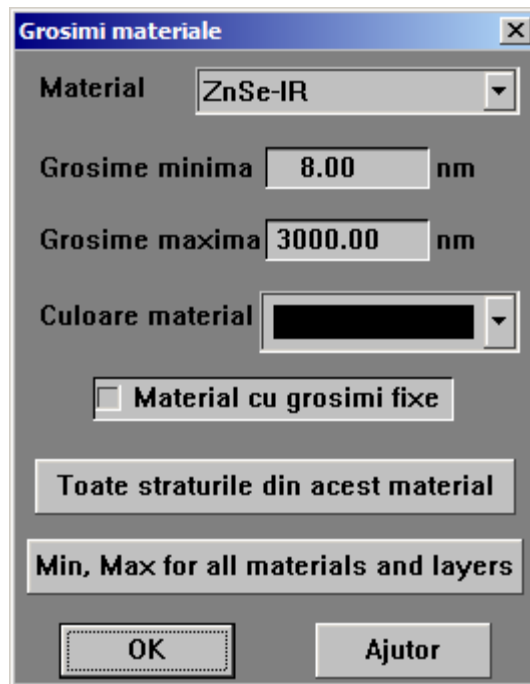 Grosimi materiale
Material ZnSe-IR
Grosime minima 8.00 nm
Grosime maxima 3000.00 nm
Culoare material
Material cu grosimi fixe
Toate straturile din acest material
Min, Max for all materials and layers
OK Ajutor